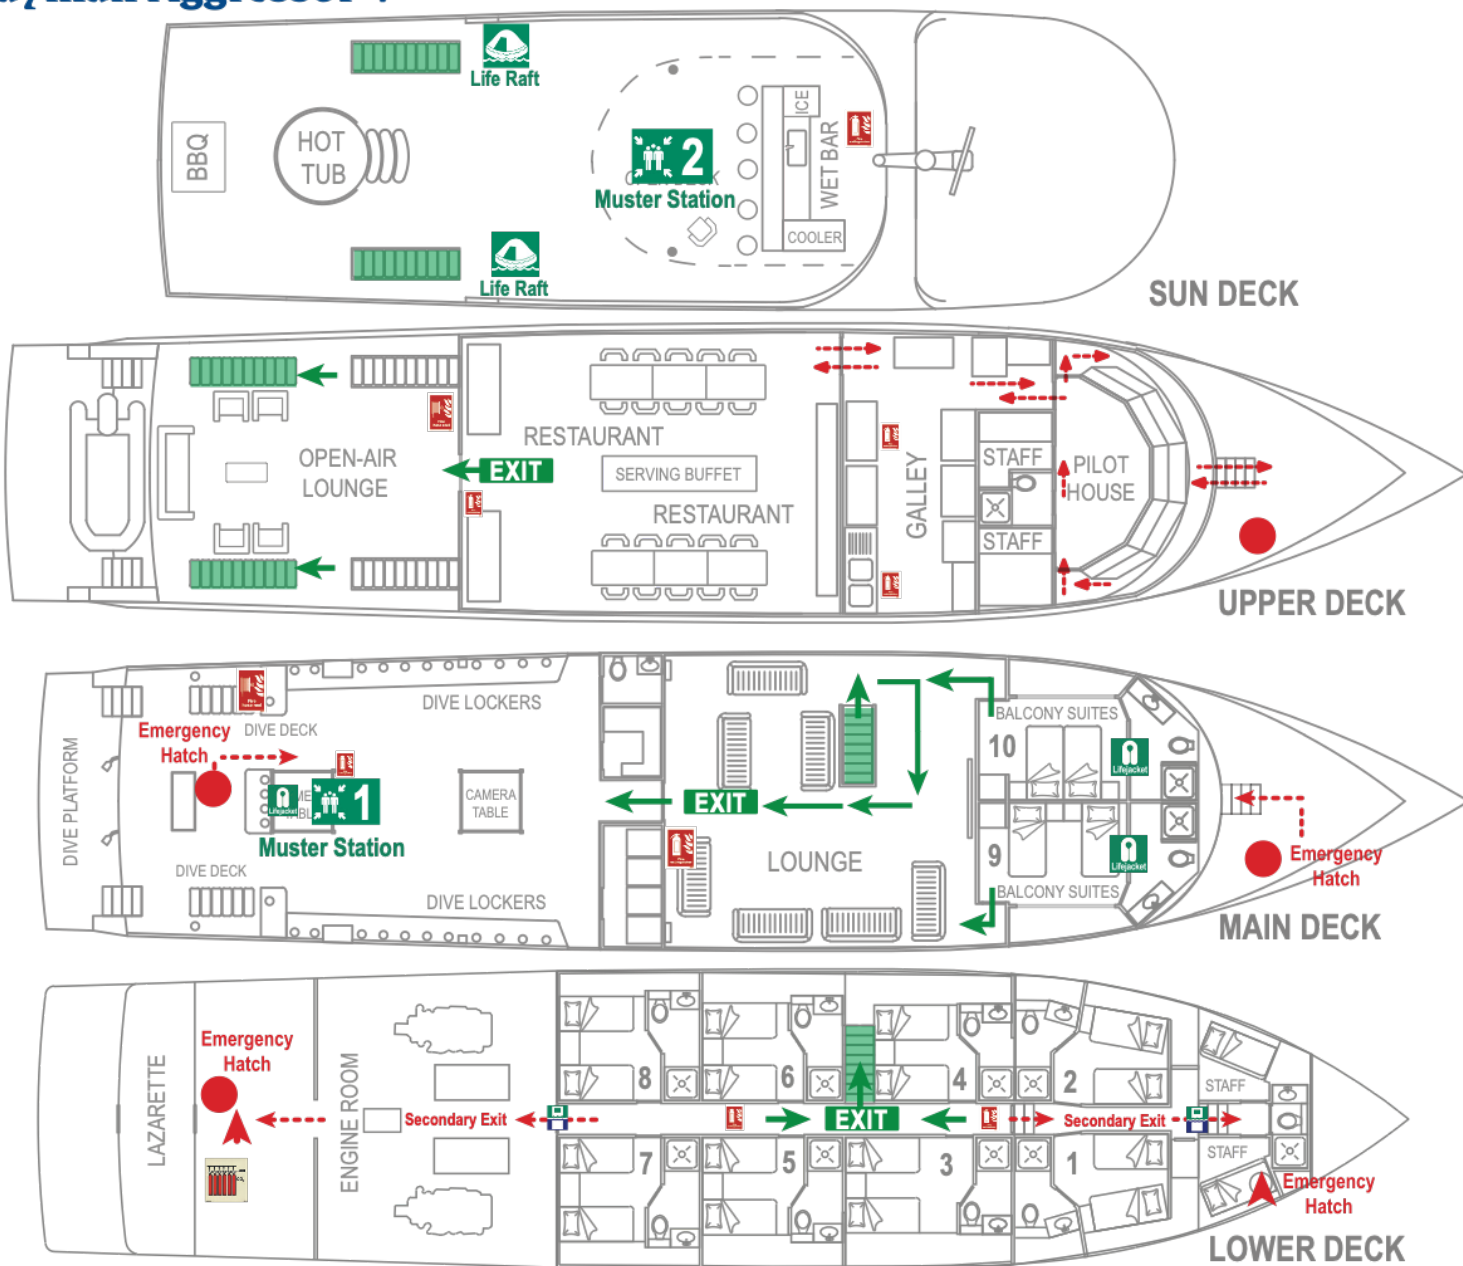 Life Raft
ICE
BBQ
HOT
TUB
2
WET BAR
Muster Station
COOLER
Life Raft
SUN DECK
RESTAURANT
OPEN-AIR
LOUNGE
EXIT
SERVING BUFFET
GALLEY
STAFF
PILOT
HOUSE
RESTAURANT
STAFF
UPPER DECK
DIVE LOCKERS
Emergency
Hatch
DIVE DECK
BALCONY SUITES
10
Lifejacket
DIVE PLATFORM
CAMERA
TABLE
Lifejacket
1
EXIT
Muster Station
LOUNGE
9
Lifejacket
Emergency
Hatch
DIVE DECK
BALCONY SUITES
DIVE LOCKERS
MAIN DECK
Emergency
Hatch
LAZARETTE
ENGINE ROOM
8
6
4
2
STAFF
Secondary Exit
EXIT
Secondary Exit
7
5
3
1
STAFF
Emergency
Hatch
LOWER DECK